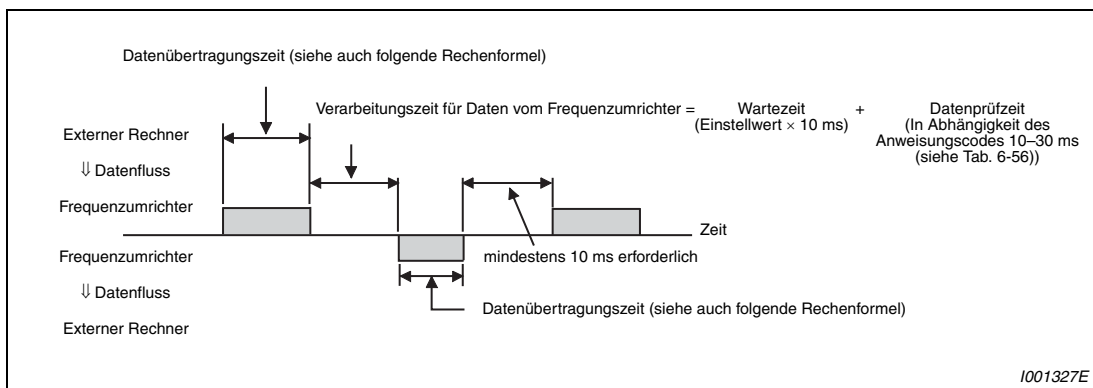 Datenübertragungszeit (siehe auch folgende Rechenformel)
Verarbeitungszeit für Daten vom Frequenzumrichter = Wartezeit + Datenprüfzeit
(Einstellwert × 10 ms)
(In Abhängigkeit des
Anweisungscodes 10–30 ms
(siehe Tab. 6-56))
Externer Rechner
⇓ Datenfluss
Frequenzumrichter
Zeit
Frequenzumrichter
mindestens 10 ms erforderlich
⇓ Datenfluss
Datenübertragungszeit (siehe auch folgende Rechenformel)
Externer Rechner
I001327E